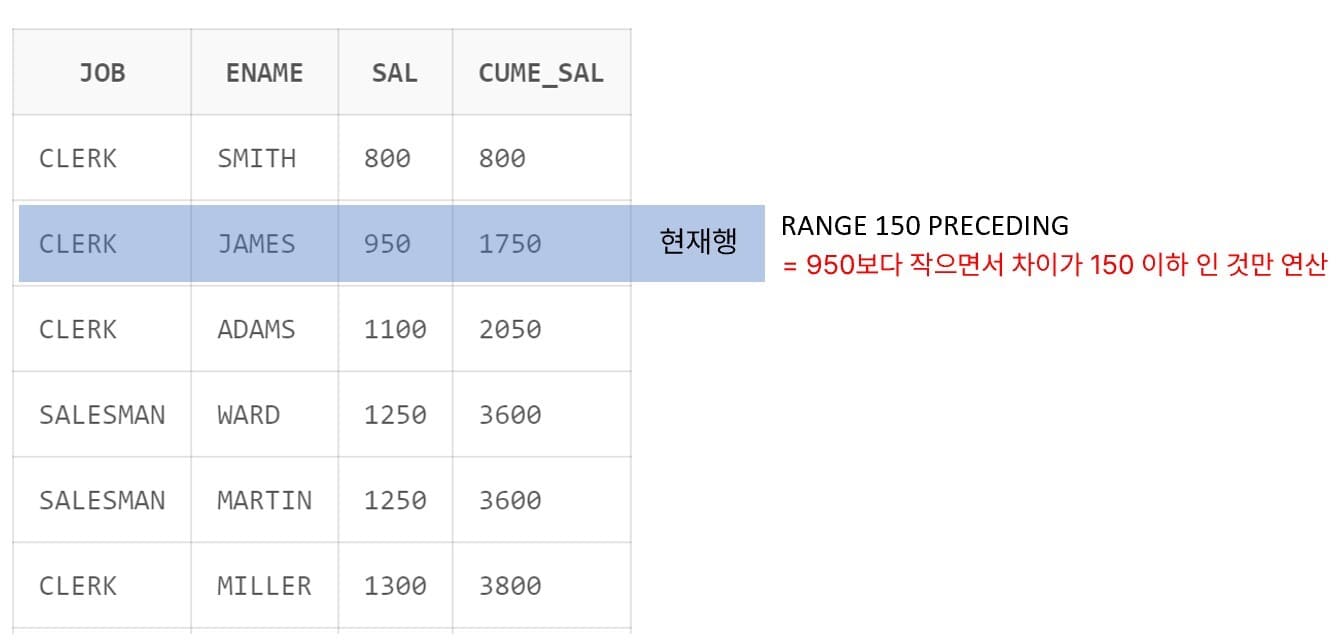 JOB ENAME SAL CUME_SAL
CLERK SMITH 800 800
CLERK JAMES 950 1750 현재행 RANGE 150 PRECEDING
= 950보다 작으면서 차이가 150 이하 인 것만 연산
CLERK ADAMS 1100 2050
SALESMAN WARD 1250 3600
SALESMAN MARTIN 1250 3600
CLERK MILLER 1300 3800